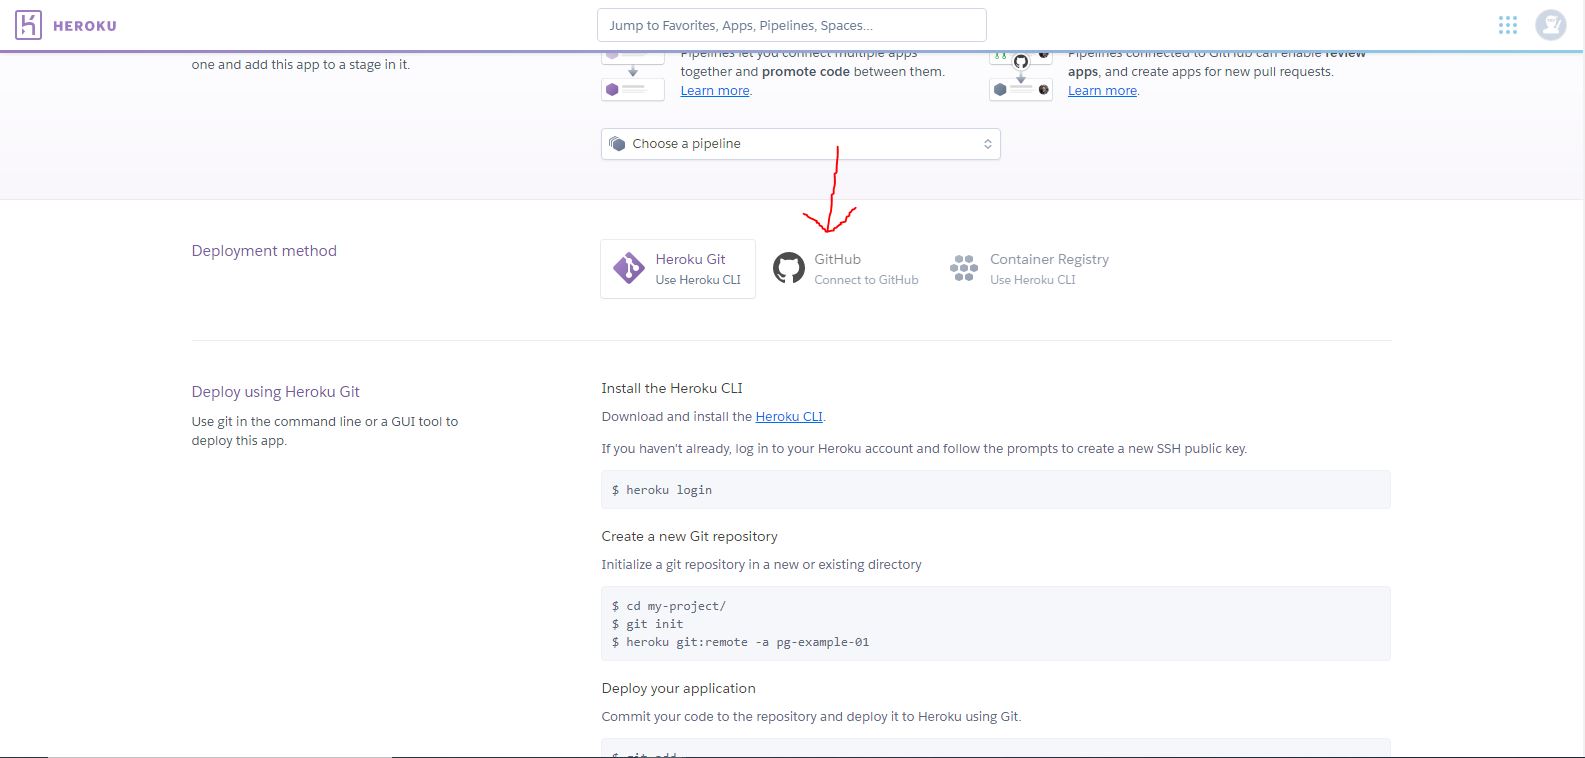 HEROKU
Jump to Favorites, Apps, Pipelines, Spaces...
one and add this app to a stage in it.
Pipelines let you connect multiple apps
together and promote code between them.
Learn more.
Pipelines connected to GitHub can enable review
apps, and create apps for new pull requests.
Learn more.
Choose a pipeline
Deployment method
Heroku Git
Use Heroku CLI
GitHub
Connect to GitHub
Container Registry
Use Heroku CLI
Deploy using Heroku Git
Use git in the command line or a GUI tool to
deploy this app.
Install the Heroku CLI
Download and install the Heroku CLI.
If you haven't already, log in to your Heroku account and follow the prompts to create a new SSH public key.
$ heroku login
Create a new Git repository
Initialize a git repository in a new or existing directory
$ cd my-project/
$ git init
$ heroku git:remote -a pg-example-01
Deploy your application
Commit your code to the repository and deploy it to Heroku using Git.
$ git add